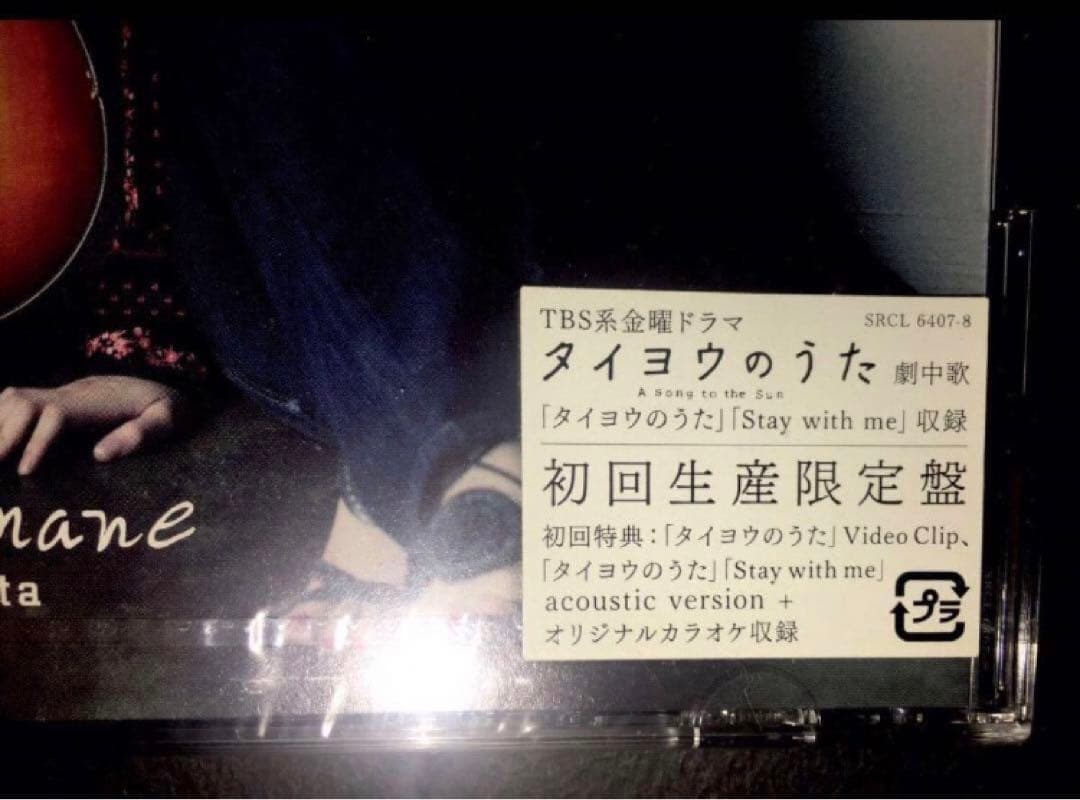 mane
ta
TBS系金曜ドラマ
SRCL 6407-8
タイヨウのうた 劇中歌
A Song to the Sun
「タイヨウのうた」「Stay with me」収録
初回生産限定盤
初回特典：「タイヨウのうた」Video Clip、
「タイヨウのうた」「Stay with me」
acoustic version +
オリジナルカラオケ収録
プラ